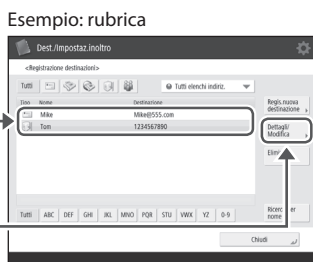 Esempio: rubrica
Dest./Impostaz.inoltro
<Registrazione destinazioni>
Tutti
Tutti elenchi indiriz.
Tipo Nome Destinazione
Mike Mike@555.com
Tom 1234567890
Regis.nuova
destinazione
Dettagli/
Modifica
Tutti ABC DEF GHI JKL MNO PQR STU VWX YZ 0-9
nome
Chiudi